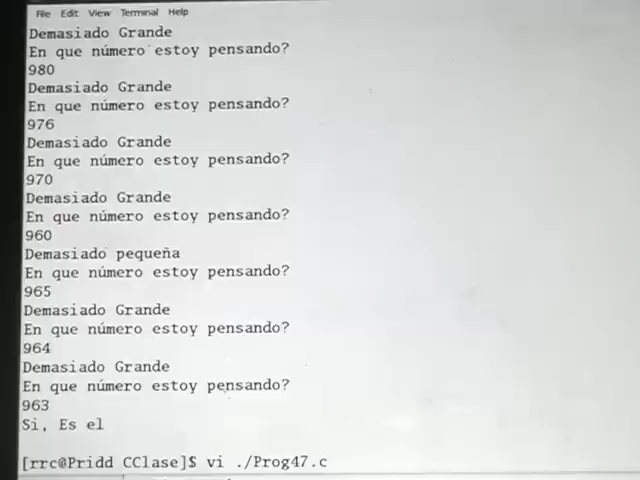 File Edit View Terminal Help
Demasiado Grande
En que número estoy pensando?
980
Demasiado Grande
En que número estoy pensando?
976
Demasiado Grande
En que número estoy pensando?
970
Demasiado Grande
En que número estoy pensando?
960
Demasiado pequeña
En que número estoy pensando?
965
Demasiado Grande
En que número estoy pensando?
964
Demasiado Grande
En que número estoy pensando?
963
Si, Es el
[rrc@Pridd CClase]$ vi ./Prog47.c